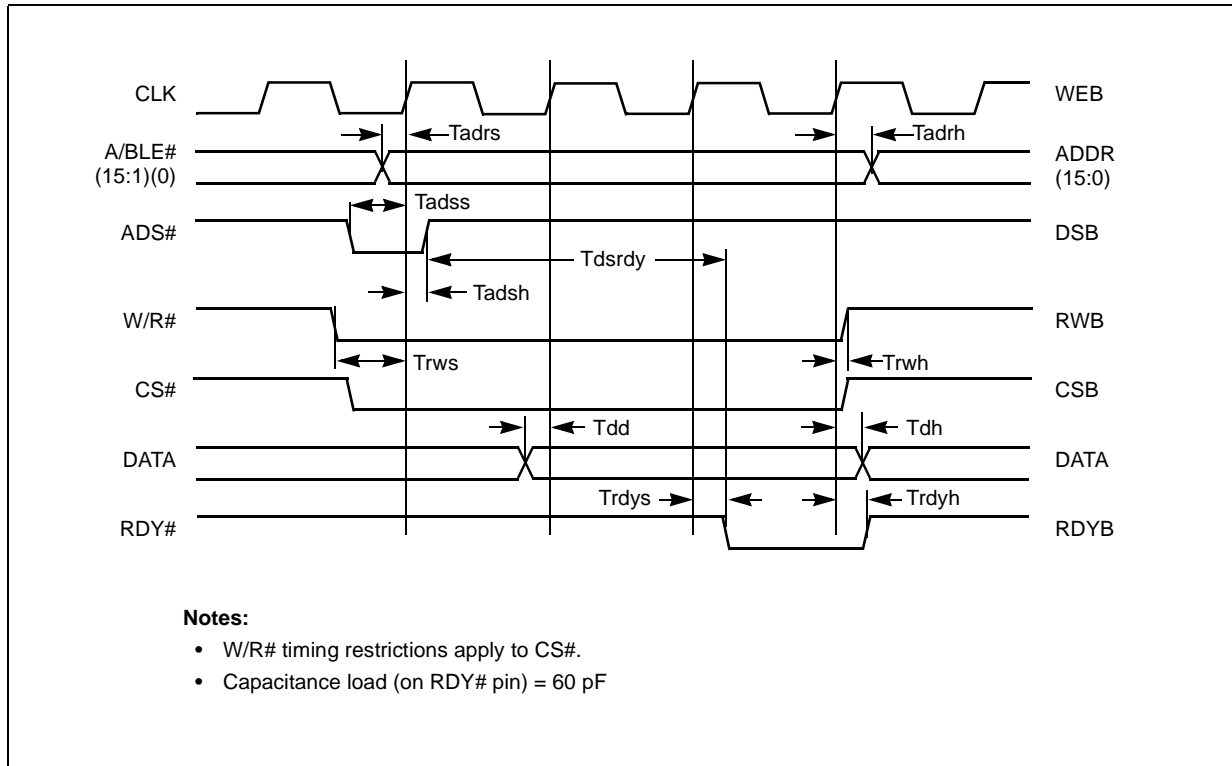 CLK
WEB
Tadrs
Tadrh
A/BLE#
(15:1)(0)
ADDR
(15:0)
Tadss
ADS#
DSB
Tdsrdy
Tadsh
W/R#
RWB
Trws
Trwh
CS#
CSB
Tdd
Tdh
DATA
DATA
Trdys
Trdyh
RDY#
RDYB
Notes:
• W/R# timing restrictions apply to CS#.
• Capacitance load (on RDY# pin) = 60 pF